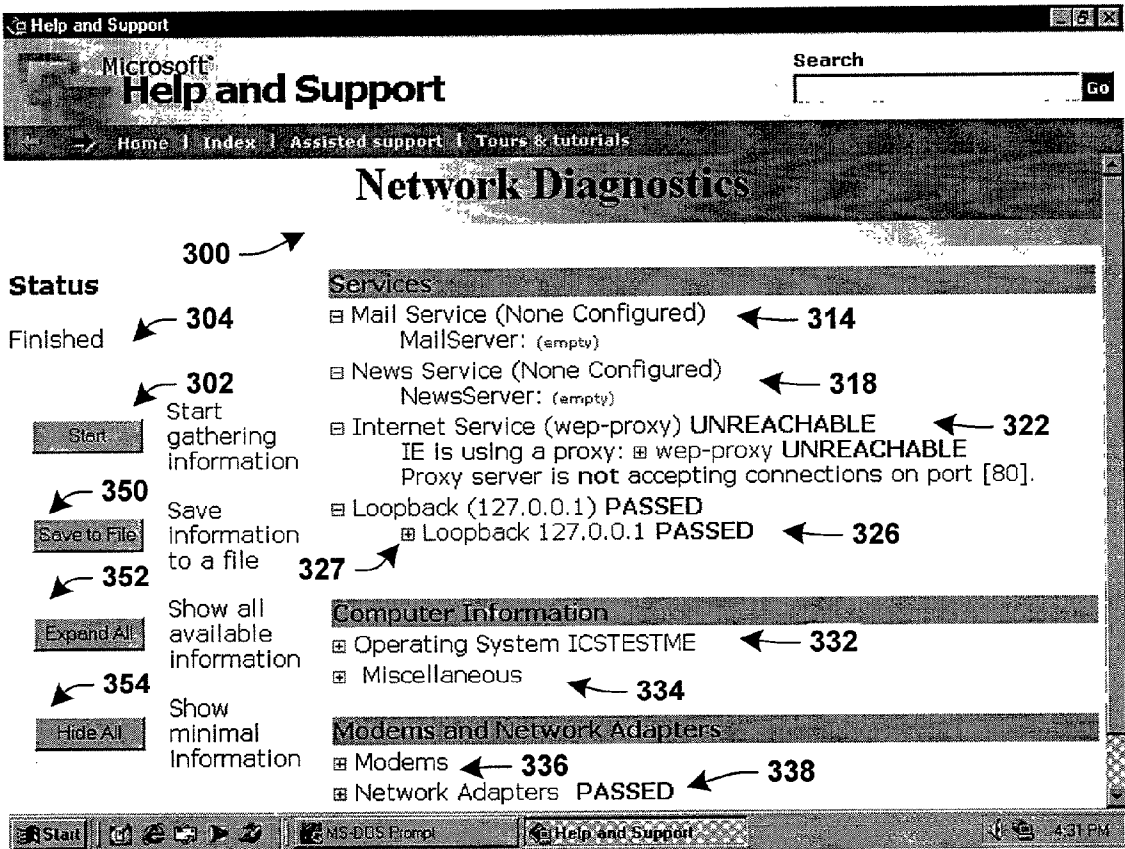 Help and Support
Microsoft®
Help and Support
Search
Go
Home | Index | Assisted support | Tours & tutorials
Network Diagnostics
300
Status
Finished
304
302
Start
Start gathering information
350
Save to File
Save information to a file
352
Expand All
Show all available information
354
Hide All
Show minimal Information
Services
Mail Service (None Configured)
314
MailServer: (empty)
News Service (None Configured)
318
NewsServer: (empty)
Internet Service (wep-proxy) UNREACHABLE
322
IE is using a proxy: wep-proxy UNREACHABLE
Proxy server is not accepting connections on port [80].
Loopback (127.0.0.1) PASSED
Loopback 127.0.0.1 PASSED
326
327
Computer Information
Operating System ICSTESTME
332
Miscellaneous
334
Modems and Network Adapters
Modems
336
Network Adapters PASSED
338
Start
MS-DOS Prompt
Help and Support
4:31 PM